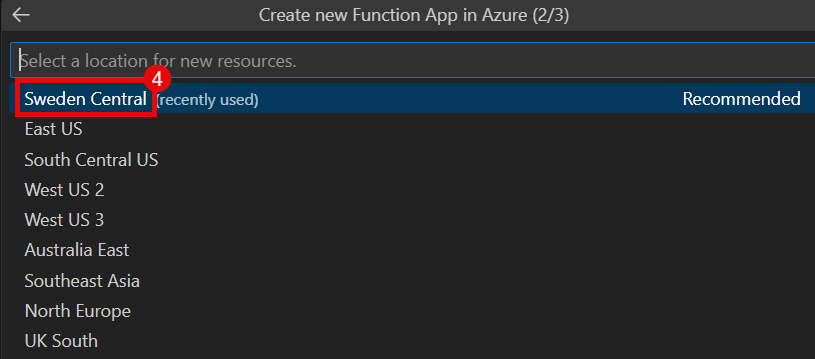 Create new Function App in Azure (2/3)
Select a location for new resources.
4
Sweden Central (recently used) Recommended
East US
South Central US
West US 2
West US 3
Australia East
Southeast Asia
North Europe
UK South